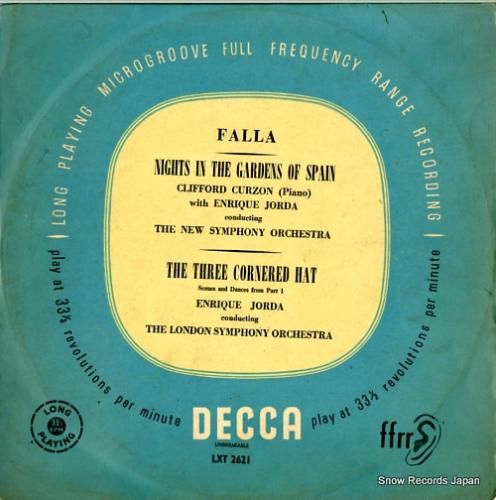 LONG PLAYING MICROGROOVE FULL FREQUENCY RANGE RECORDING
FALLA
NIGHTS IN THE GARDENS OF SPAIN
CLIFFORD CURZON (Piano)
with ENRIQUE JORDA
conducting
THE NEW SYMPHONY ORCHESTRA
THE THREE CORNERED HAT
Scenes and Dances from Part 1
ENRIQUE JORDA
conducting
THE LONDON SYMPHONY ORCHESTRA
play at 33⅓ revolutions per minute
play at 33⅓ revolutions per minute
LONG
33⅓
PLAYING
DECCA
UNBREAKABLE
LXT 2621
ffrr
Snow Records Japan